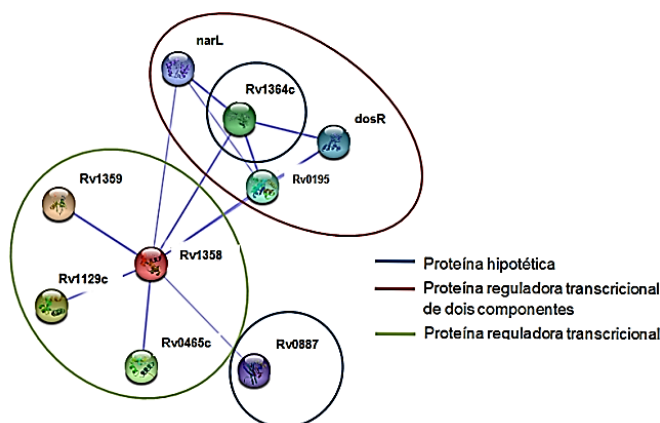 narL
Rv1364c
dosR
Rv0195
Rv1359
Rv1358
Rv1129c
Rv0465c
Rv0887
Proteína hipotética
Proteína reguladora transcricional
de dois componentes
Proteína reguladora transcricional